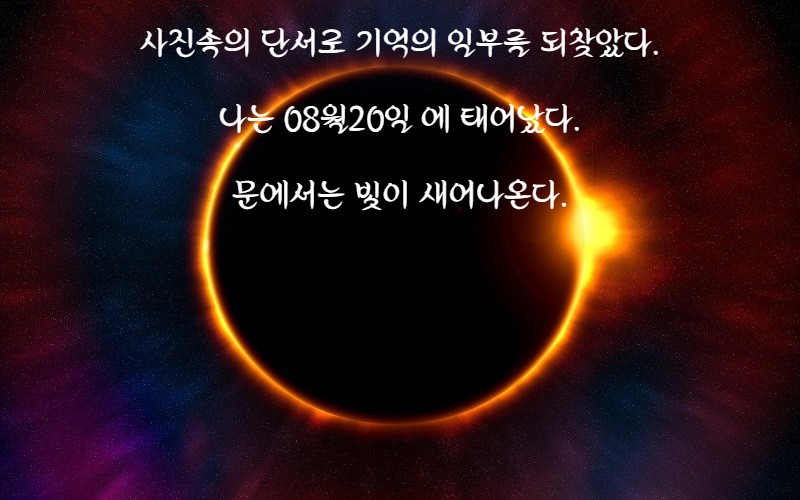 사진속의 단서로 기억의 일부를 되찾았다.
나는 08월20일 에 태어났다.
문에서는 빛이 새어나온다.